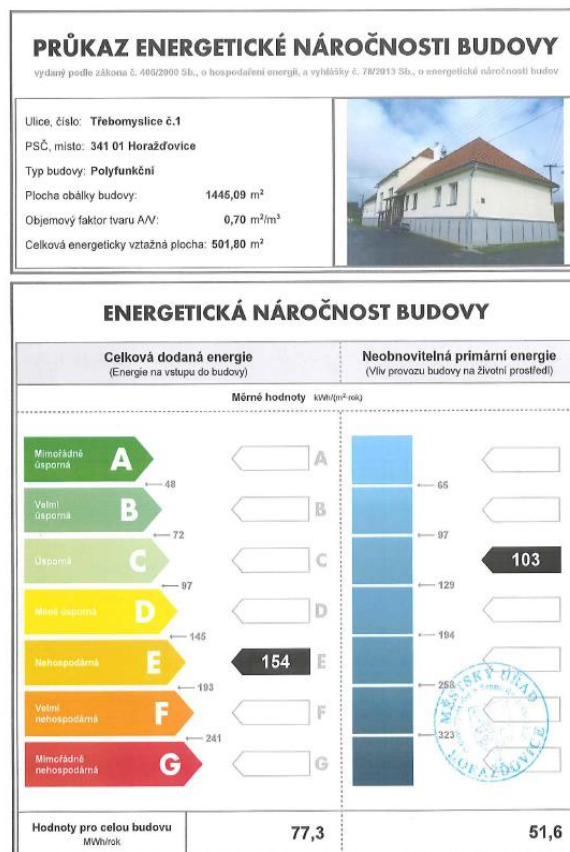 PRŮKAZ ENERGETICKÉ NÁROČNOSTI BUDOVY
vydaný podle zákona č. 406/2000 Sb., o hospodaření energií, a vyhlášky č. 78/2013 Sb., o energetické náročnosti budov
Ulice, číslo: Třebomyslice č.1
PSČ, místo: 341 01 Horažďovice
Typ budovy: Polyfunkční
Plocha obálky budovy: 1445,09 m²
Objemový faktor tvaru A/V: 0,70 m²/m³
Celková energeticky vztažná plocha: 501,80 m²
ENERGETICKÁ NÁROČNOST BUDOVY
Celková dodaná energie
(Energie na vstupu do budovy)
Neobnovitelná primární energie
(Vliv provozu budovy na životní prostředí)
Měrné hodnoty kWh/(m²·rok)
Mimořádně úsporná A A
48 65
Velmi úsporná B B
72 97
Úsporná C C 103
97 129
Méně úsporná D D
145 194
Nehospodárná E 154 E
193 258
Velmi nehospodárná F F
241 323
Mimořádně nehospodárná G G
MĚSTSKÝ ÚŘAD
HORAŽĎOVICE
Hodnoty pro celou budovu
MWh/rok
77,3 51,6